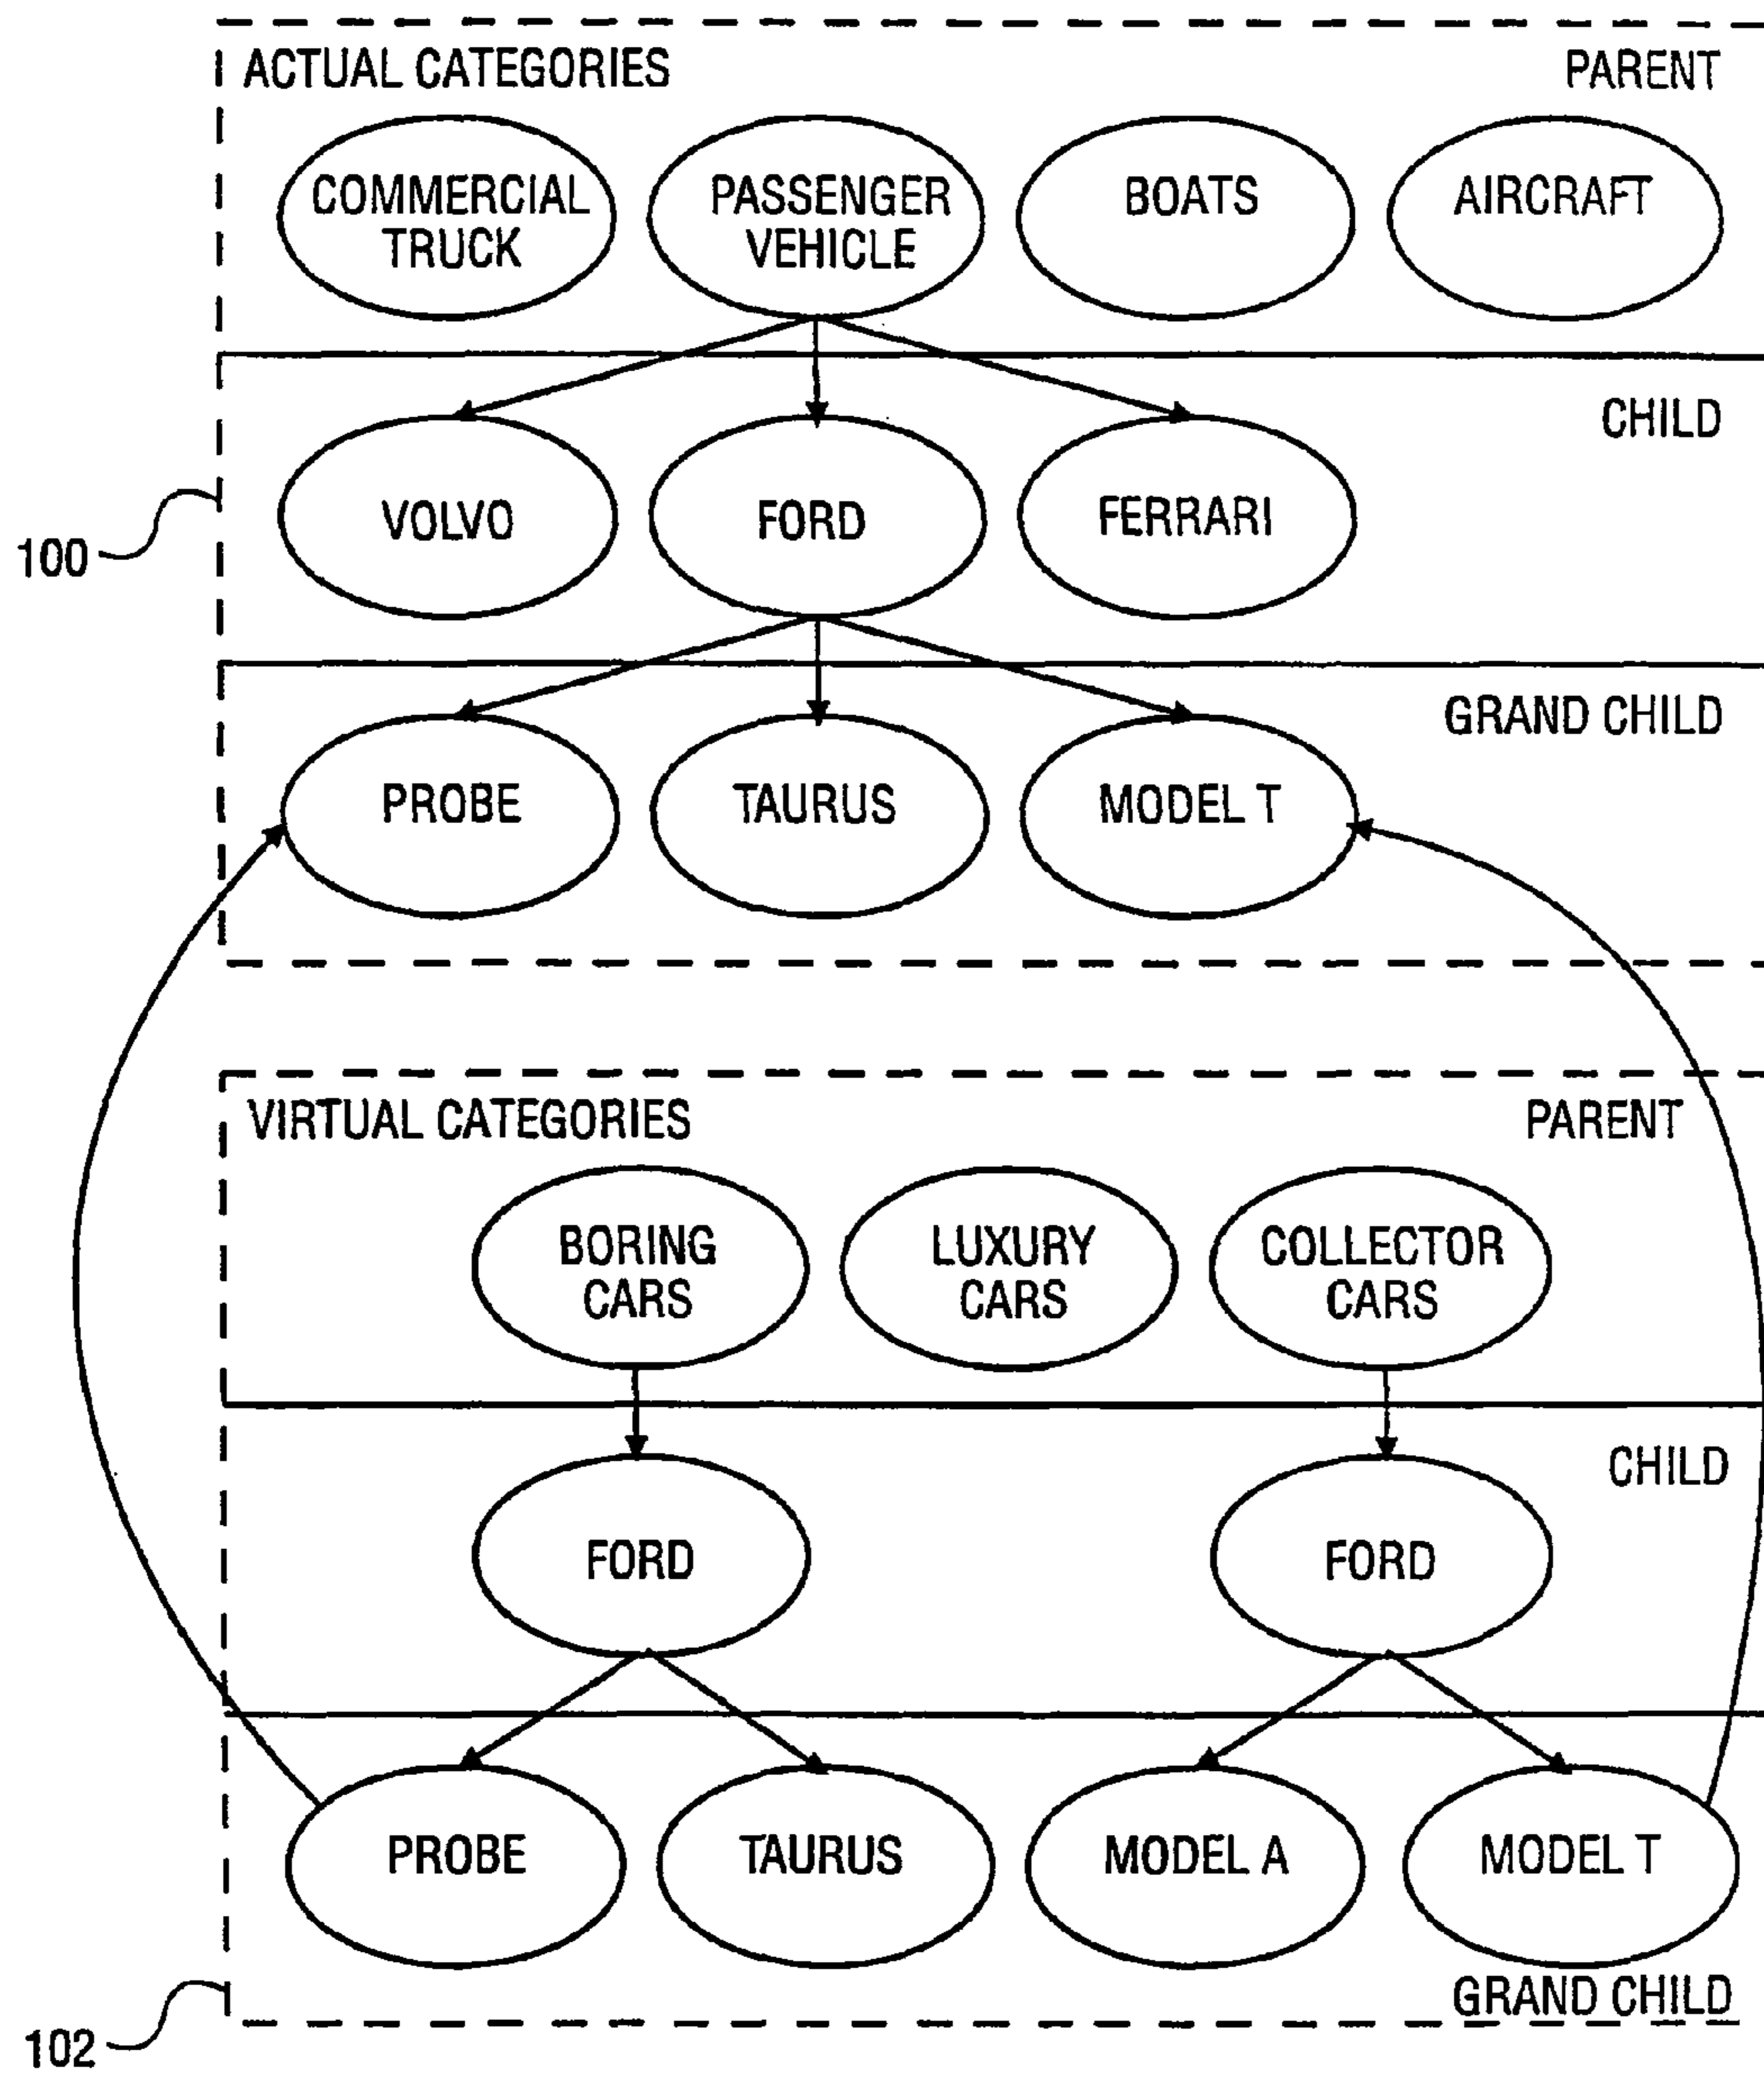 ACTUAL CATEGORIES
PARENT
COMMERCIAL
TRUCK
PASSENGER
VEHICLE
BOATS
AIRCRAFT
CHILD
VOLVO
FORD
FERRARI
100
GRAND CHILD
PROBE
TAURUS
MODEL T
VIRTUAL CATEGORIES
PARENT
BORING
CARS
LUXURY
CARS
COLLECTOR
CARS
CHILD
FORD
FORD
PROBE
TAURUS
MODEL A
MODEL T
GRAND CHILD
102